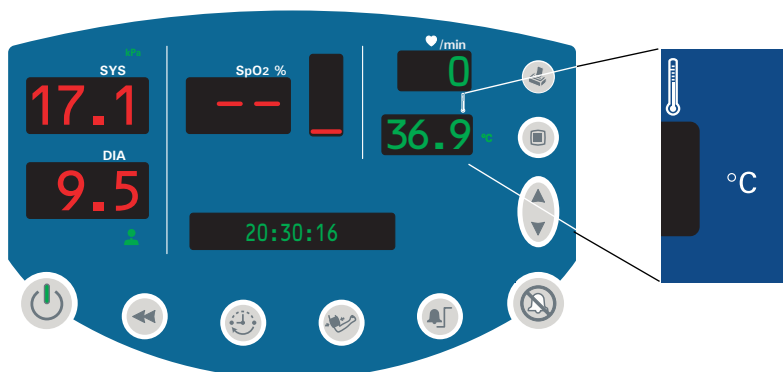 kPa
SYS
17.1
DIA
9.5
SpO2 %
--
/min
0
36.9
°C
20:30:16
°C